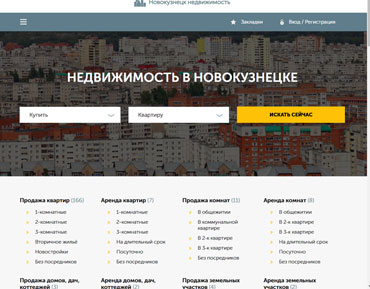 Новокузнецк недвижимость
Закладки Вход / Регистрация
НЕДВИЖИМОСТЬ В НОВОКУЗНЕЦКЕ
Купить Квартиру ИСКАТЬ СЕЙЧАС
Продажа квартир (366)
1-комнатные
2-комнатные
3-комнатные
Вторичное жильё
Новостройки
Без посредников
Аренда квартир (7)
1-комнатные
2-комнатные
3-комнатные
На длительный срок
Посуточно
Без посредников
Продажа комнат (11)
В общежитии
В коммунальной
квартире
В 2-к квартире
В 3-к квартире
Без посредников
Аренда комнат (8)
В общежитии
В 2-к квартире
В 3-к квартире
На длительный срок
Посуточно
Без посредников
Продажа домов, дач,
коттеджей (3)
Аренда домов, дач,
коттеджей (2)
Продажа земельных
участков (4)
Аренда земельных
участков (2)